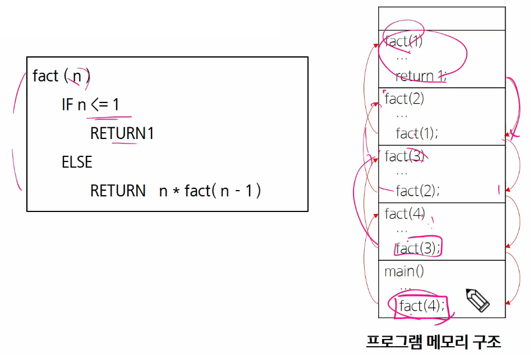 fact ( n )
IF n <= 1
RETURN1
ELSE
RETURN n * fact( n - 1 )
fact(1)
...
return 1;
fact(2)
...
fact(1);
fact(3)
...
fact(2);
fact(4)
...
fact(3);
main()
...
fact(4);
프로그램 메모리 구조